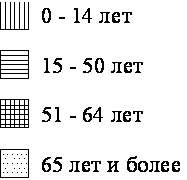 0 - 14 лет
15 - 50 лет
51 - 64 лет
65 лет и более